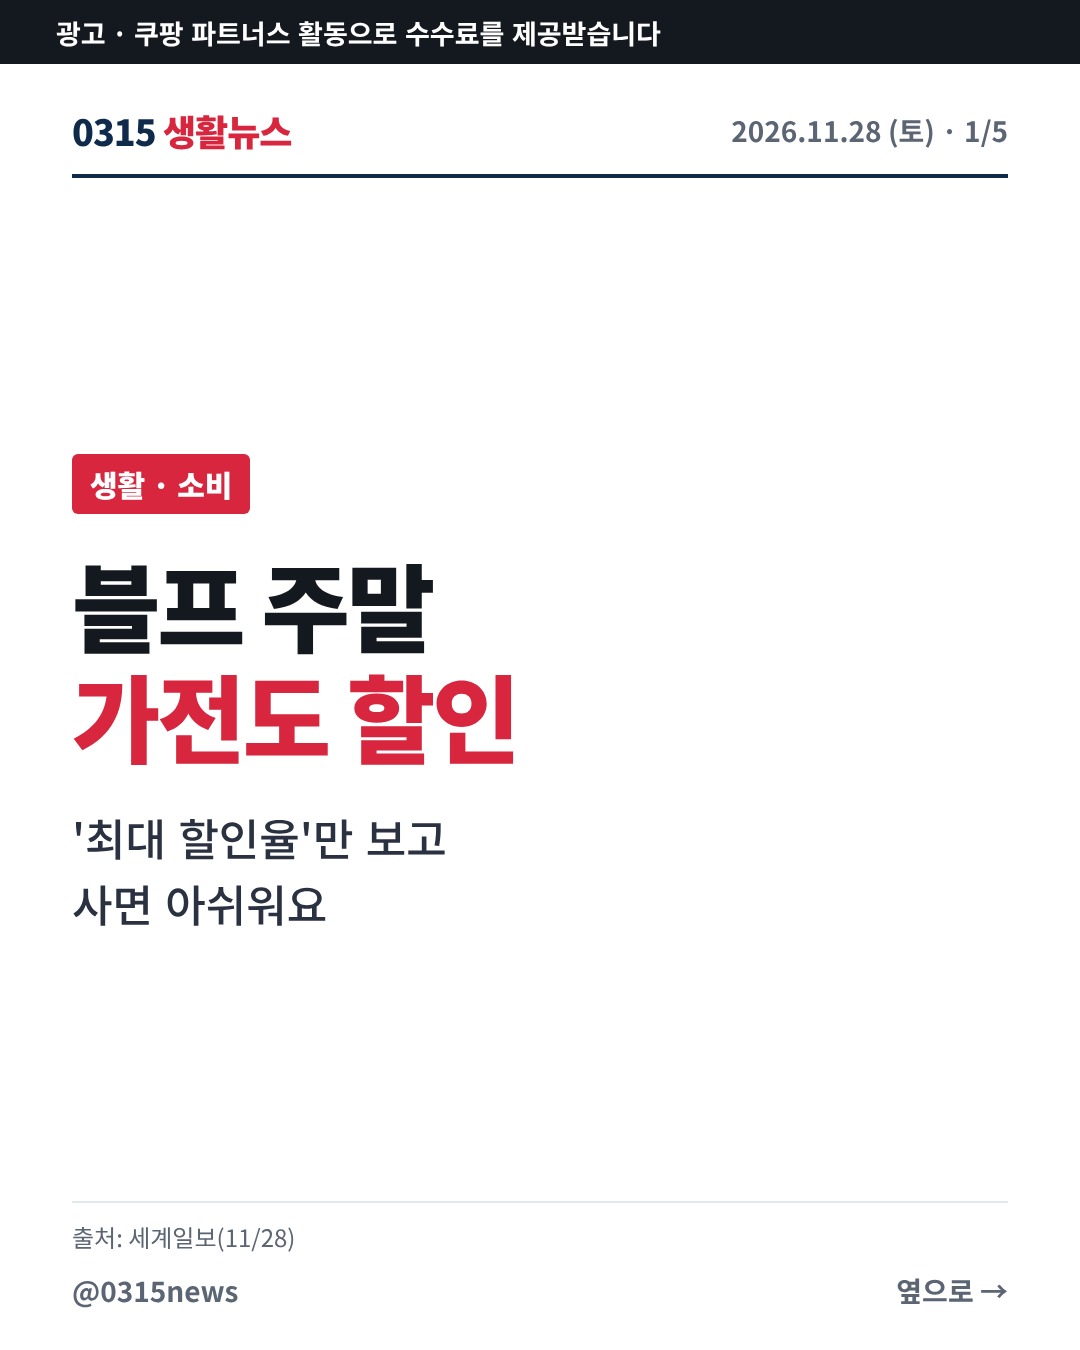 광고 · 쿠팡 파트너스 활동으로 수수료를 제공받습니다
0315 생활뉴스
2026.11.28 (토) · 1/5
생활 · 소비
블프 주말
가전도 할인
'최대 할인율'만 보고
사면 아쉬워요
출처: 세계일보(11/28)
@0315news
옆으로 →